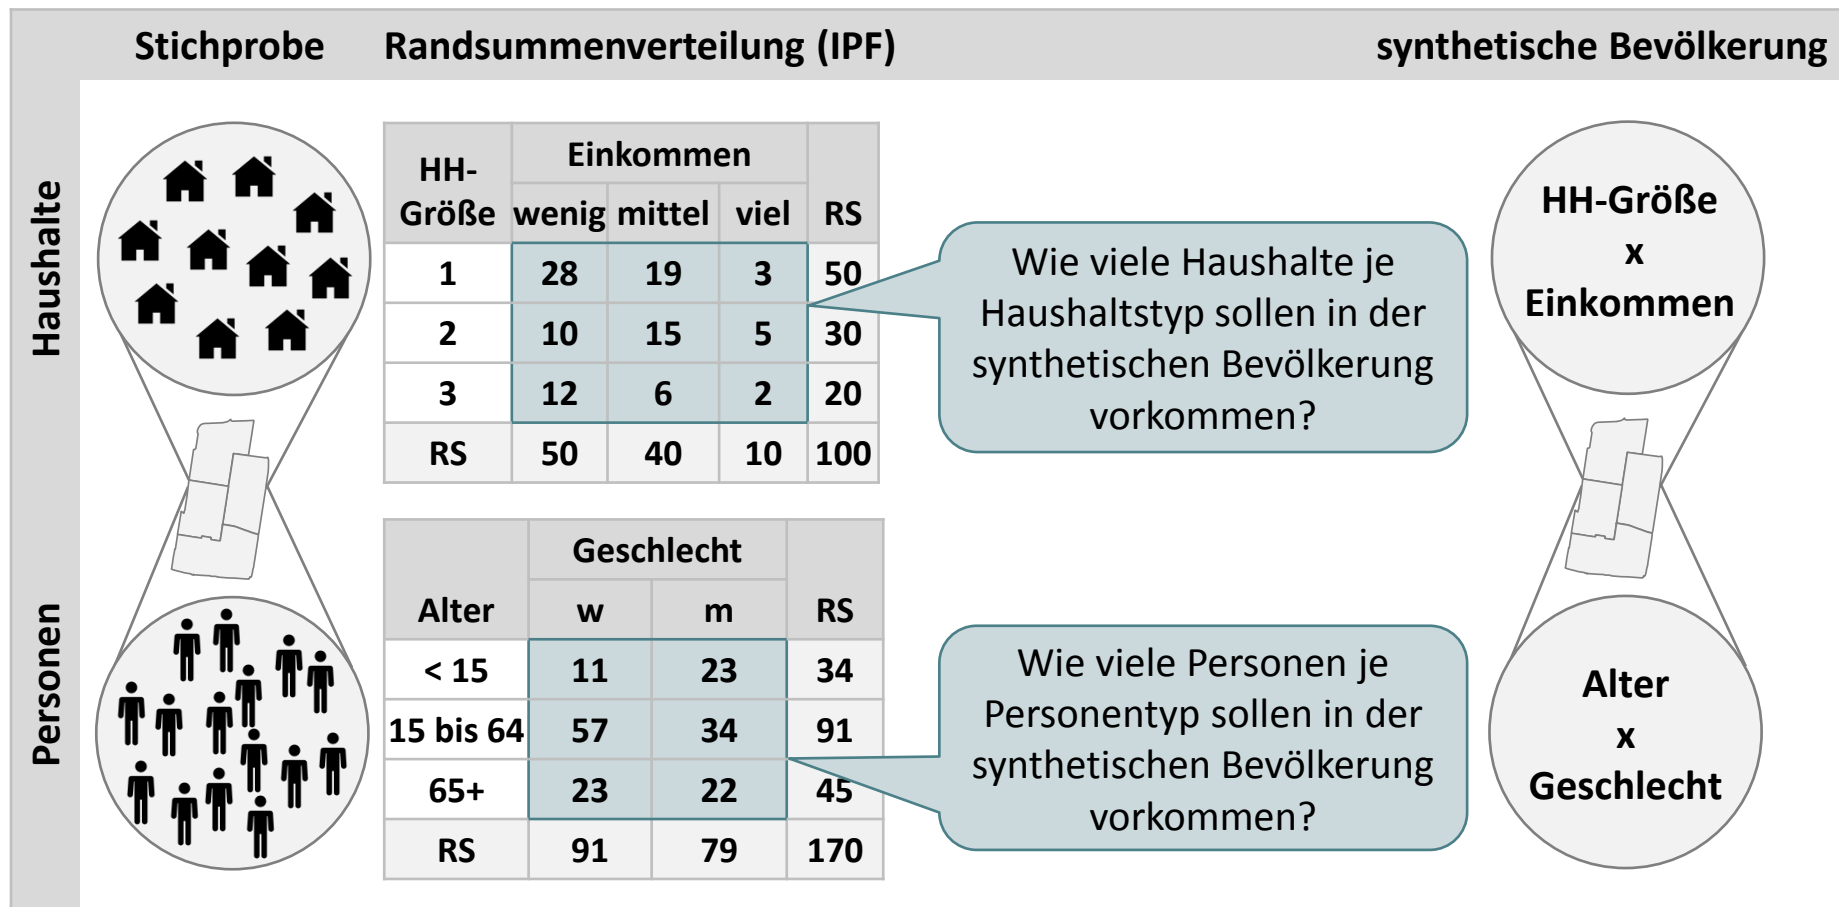 Stichprobe Randsummenverteilung (IPF) synthetische Bevölkerung
Haushalte
HH-Größe Einkommen RS
wenig mittel viel
1 28 19 3 50
2 10 15 5 30
3 12 6 2 20
RS 50 40 10 100
Wie viele Haushalte je
Haushaltstyp sollen in der
synthetischen Bevölkerung
vorkommen?
HH-Größe
x
Einkommen
Personen
Geschlecht
Alter w m RS
< 15 11 23 34
15 bis 64 57 34 91
65+ 23 22 45
RS 91 79 170
Wie viele Personen je
Personentyp sollen in der
synthetischen Bevölkerung
vorkommen?
Alter
x
Geschlecht